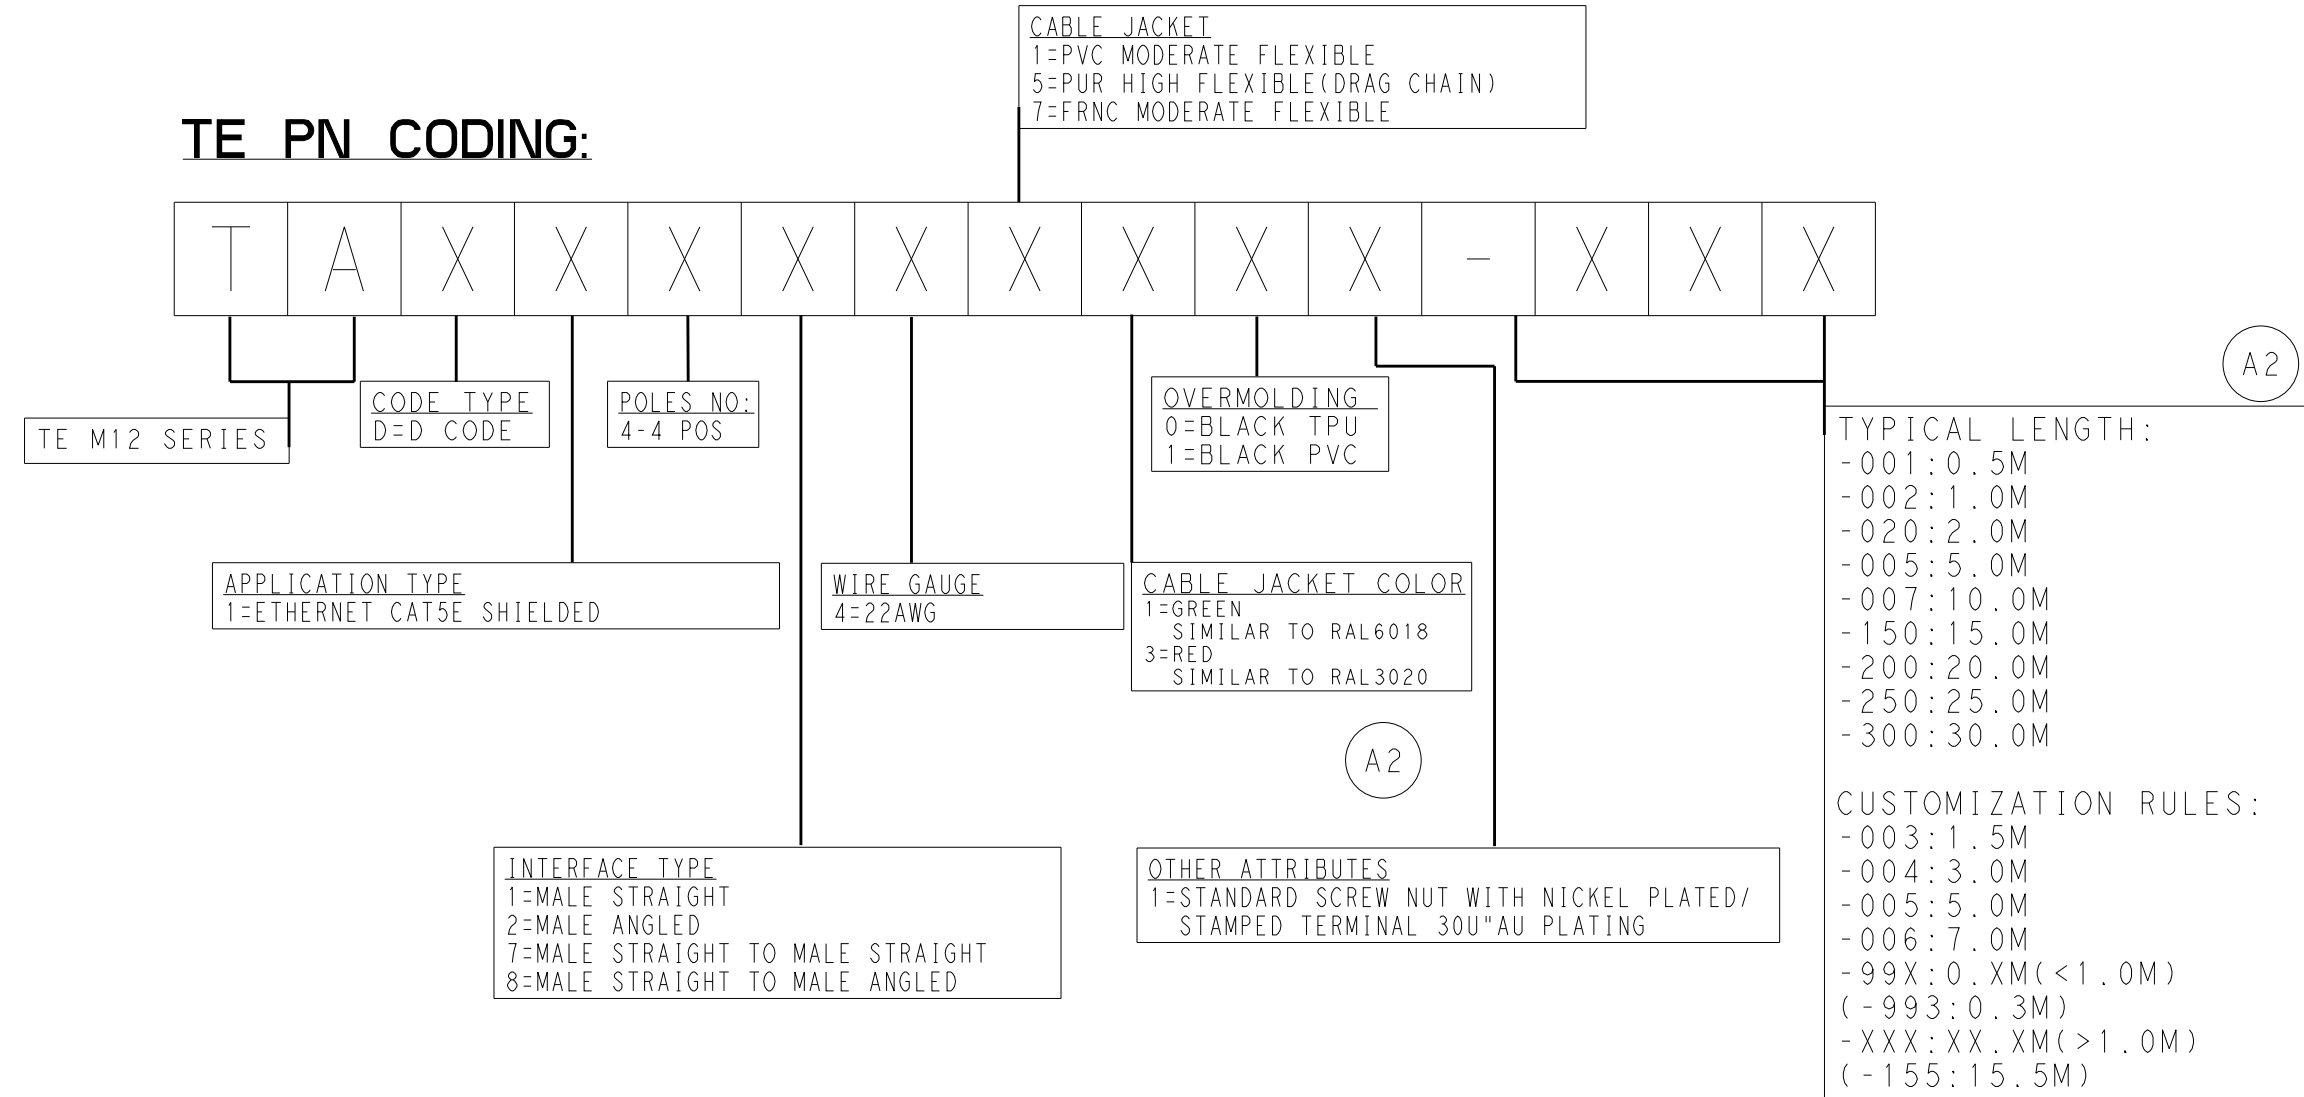 CABLE JACKET
1=PVC MODERATE FLEXIBLE
5=PUR HIGH FLEXIBLE(DRAG CHAIN)
7=FRNC MODERATE FLEXIBLE
TE PN CODING:
T A X X X X X X X X X - X X X
A2
TE M12 SERIES
CODE TYPE
D=D CODE
POLES NO:
4-4 POS
OVERMOLDING
0=BLACK TPU
1=BLACK PVC
APPLICATION TYPE
1=ETHERNET CAT5E SHIELDED
WIRE GAUGE
4=22AWG
CABLE JACKET COLOR
1=GREEN
SIMILAR TO RAL6018
3=RED
SIMILAR TO RAL3020
A2
INTERFACE TYPE
1=MALE STRAIGHT
2=MALE ANGLED
7=MALE STRAIGHT TO MALE STRAIGHT
8=MALE STRAIGHT TO MALE ANGLED
OTHER ATTRIBUTES
1=STANDARD SCREW NUT WITH NICKEL PLATED/
STAMPED TERMINAL 30U"AU PLATING
TYPICAL LENGTH:
-001:0.5M
-002:1.0M
-020:2.0M
-005:5.0M
-007:10.0M
-150:15.0M
-200:20.0M
-250:25.0M
-300:30.0M
CUSTOMIZATION RULES:
-003:1.5M
-004:3.0M
-005:5.0M
-006:7.0M
-99X:0.XM(<1.0M)
(-993:0.3M)
-XXX:XX.XM(>1.0M)
(-155:15.5M)